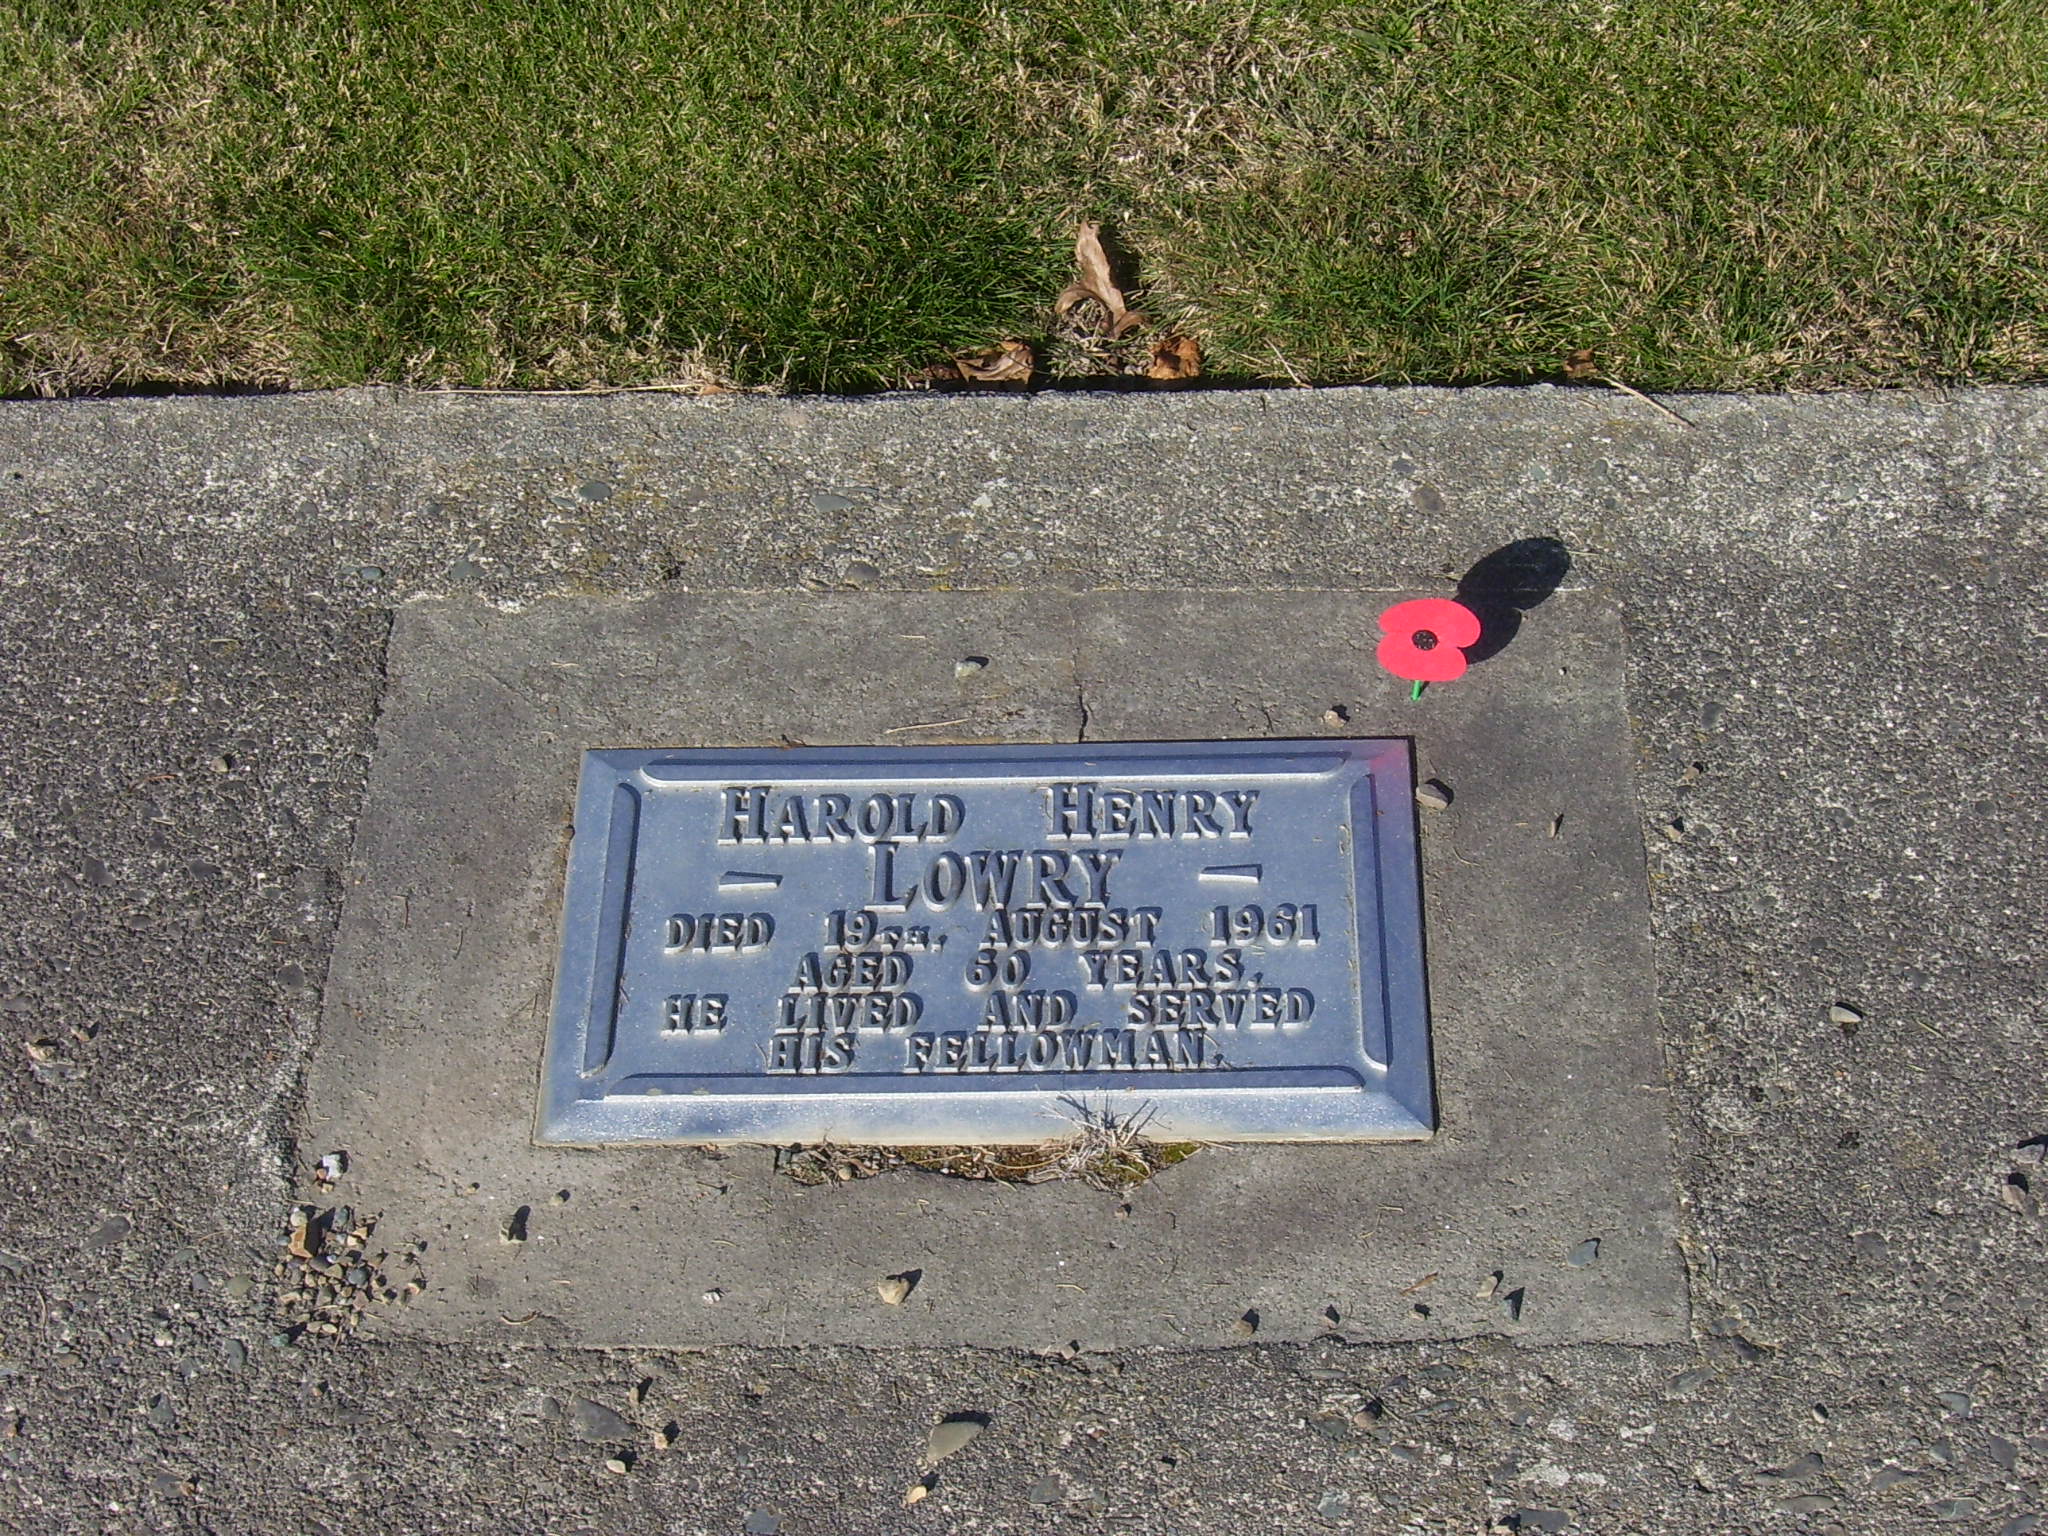 HAROLD HENRY
— LOWRY —
DIED 19TH. AUGUST 1961
AGED 60 YEARS.
HE LIVED AND SERVED
HIS FELLOWMAN.